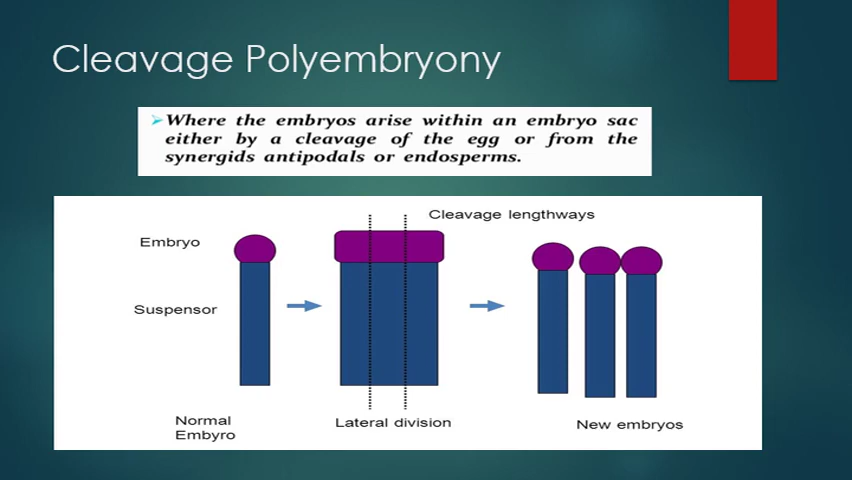 Cleavage Polyembryony
➢Where the embryos arise within an embryo sac
either by a cleavage of the egg or from the
synergids antipodals or endosperms.
Cleavage lengthways
Embryo
Suspensor
Normal
Embyro
Lateral division
New embryos